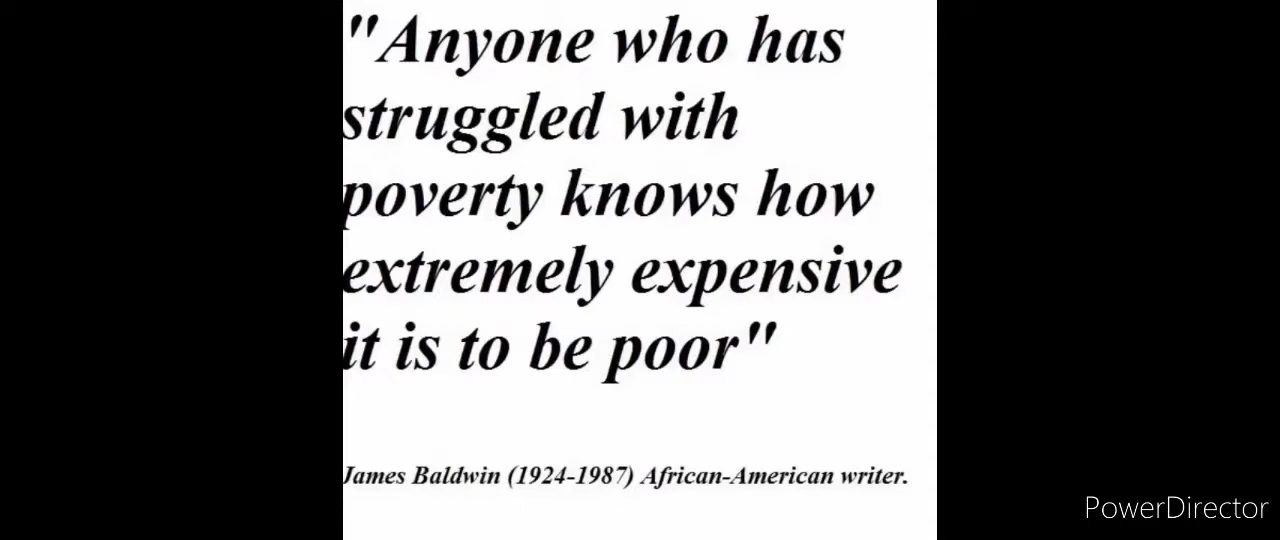 "Anyone who has
struggled with
poverty knows how
extremely expensive
it is to be poor"
James Baldwin (1924-1987) African-American writer.
PowerDirector